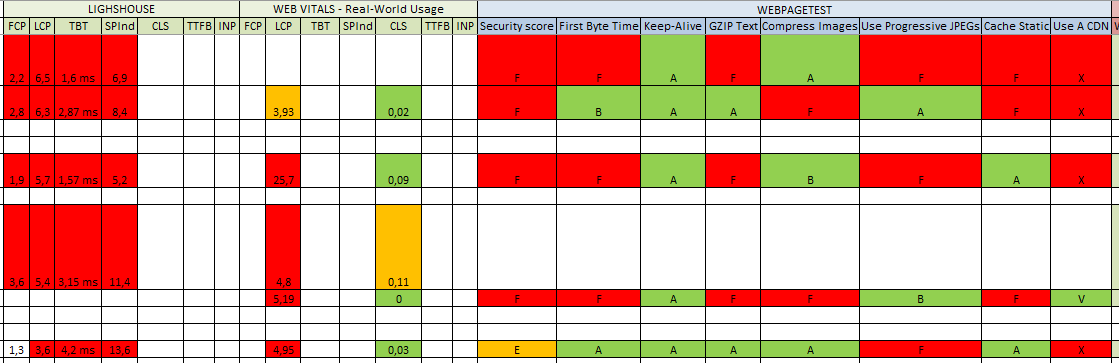 LIGHSHOUSE WEB VITALS - Real-World Usage WEBPAGETEST
FCP LCP TBT SPInd CLS TTFB INP FCP LCP TBT SPInd CLS TTFB INP Security score First Byte Time Keep-Alive GZIP Text Compress Images Use Progressive JPEGs Cache Static Use A CDN
2,2 6,5 1,6 ms 6,9 F F A F A F F X
2,8 6,3 2,87 ms 8,4 3,93 0,02 F B A A F A F X
1,9 5,7 1,57 ms 5,2 25,7 0,09 F F A F B F A X
3,6 5,4 3,15 ms 11,4 4,8 0,11
5,19 0 F F A F F B F V
1,3 3,6 4,2 ms 13,6 4,95 0,03 E A A A A F A X